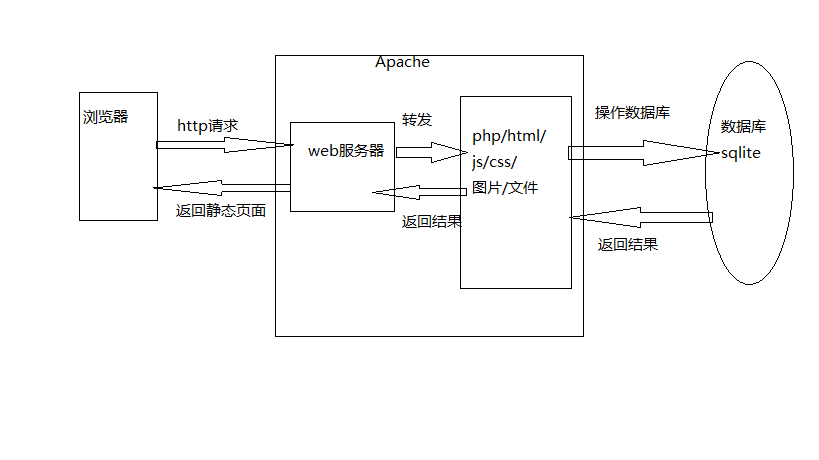 Apache
浏览器
http请求
返回静态页面
web服务器
转发
返回结果
php/html/
js/css/
图片/文件
操作数据库
返回结果
数据库
sqlite